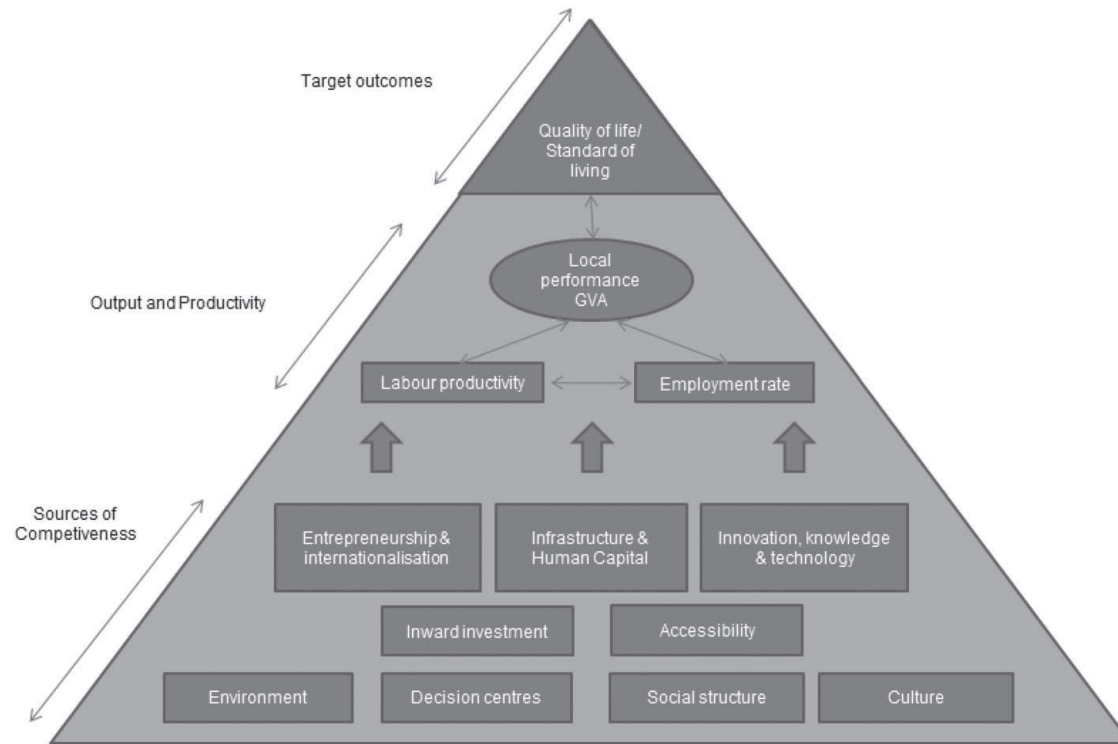 Target outcomes
Quality of life/
Standard of
living
Local
performance
GVA
Output and Productivity
Labour productivity
Employment rate
Sources of
Competiveness
Entrepreneurship &
internationalisation
Infrastructure &
Human Capital
Innovation, knowledge
& technology
Inward investment
Accessibility
Environment
Decision centres
Social structure
Culture